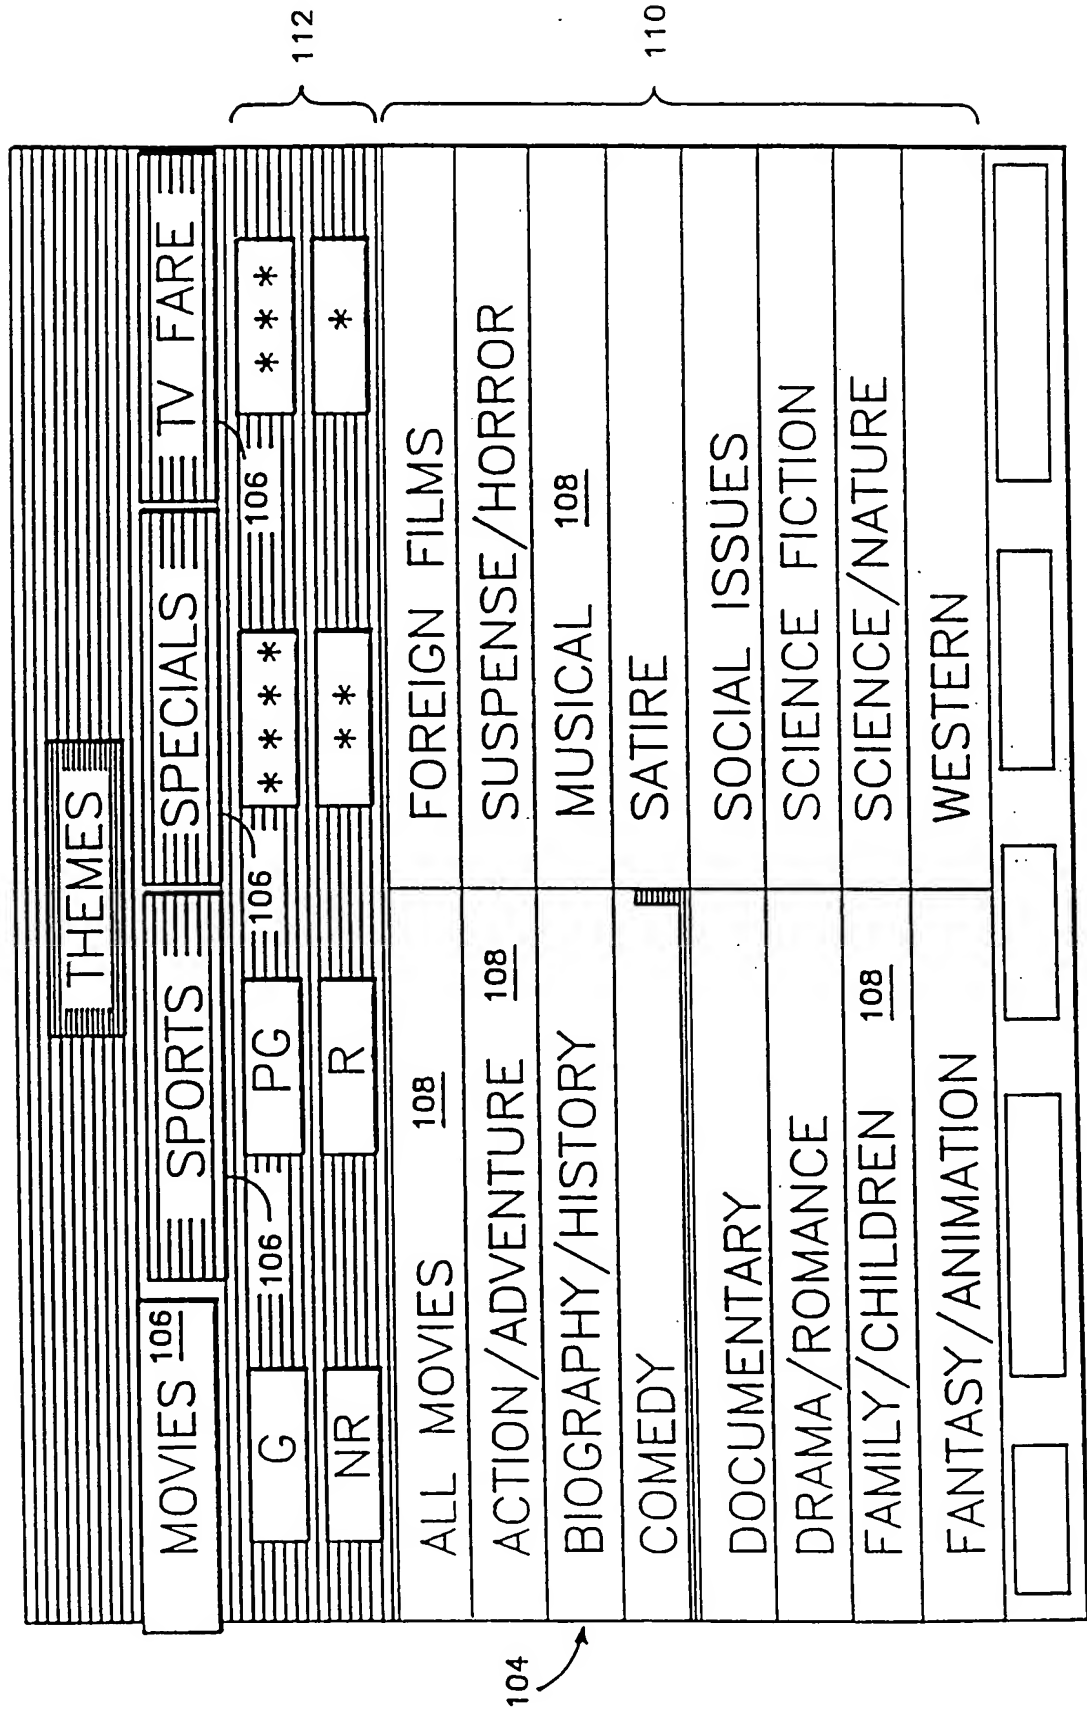 THEMES
MOVIES 106 SPORTS SPECIALS TV FARE
106 106 106
G PG **** ***
NR R ** *
112
ALL MOVIES 108 FOREIGN FILMS
ACTION/ADVENTURE 108 SUSPENSE/HORROR
BIOGRAPHY/HISTORY MUSICAL 108
COMEDY SATIRE
DOCUMENTARY SOCIAL ISSUES
DRAMA/ROMANCE SCIENCE FICTION
FAMILY/CHILDREN 108 SCIENCE/NATURE
FANTASY/ANIMATION WESTERN
110
104